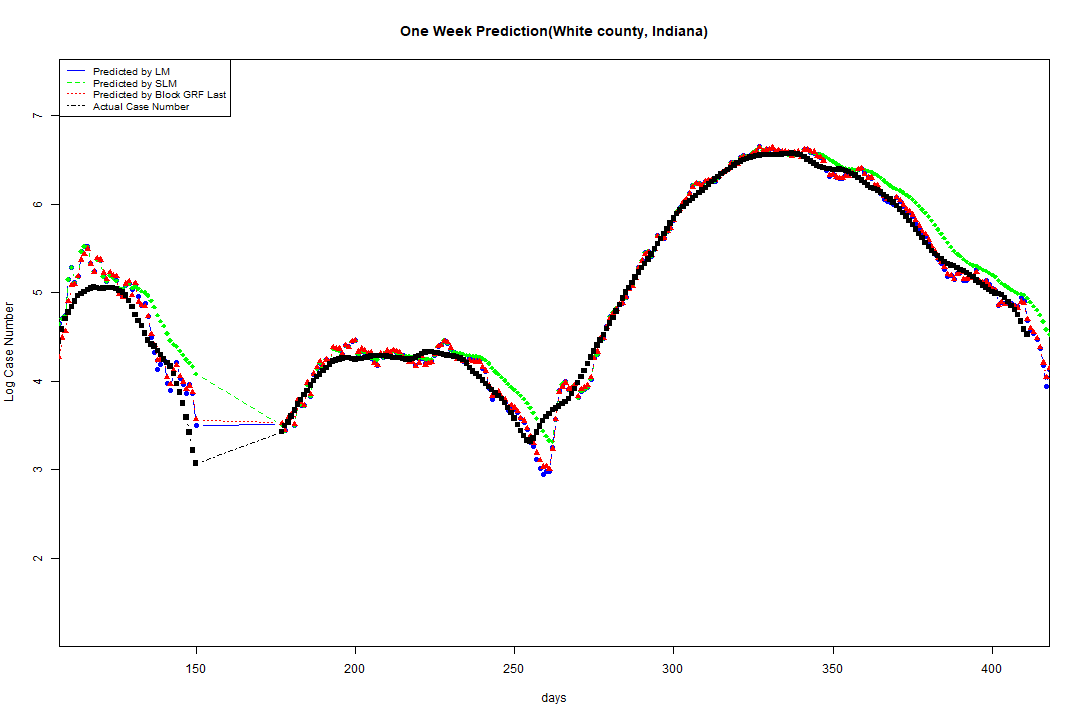 One Week Prediction(White county, Indiana)
Predicted by LM
Predicted by SLM
Predicted by Block GRF Last
Actual Case Number
7
6
5
4
3
2
Log Case Number
150 200 250 300 350 400
days